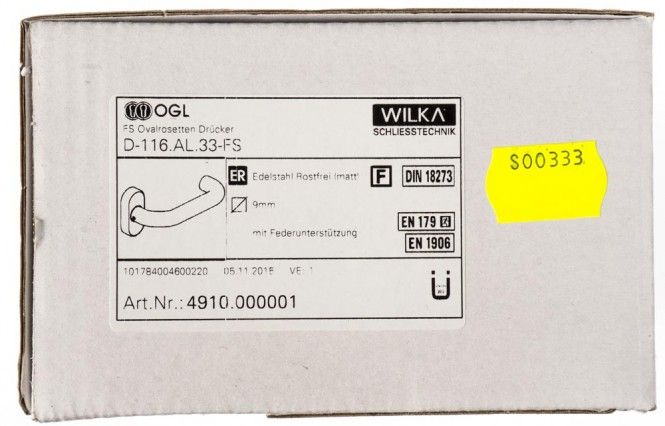 OGL
FS Ovalrosetten Drücker
D-116.AL.33-FS
WILKA
SCHLIESSTECHNIK
ER Edelstahl Rostfrei (matt)
F DIN 18273
9mm
mit Federunterstützung
EN 179
EN 1906
101784004600220 05.11.2015 VE: 1
Art.Nr.: 4910.000001
Ü
S00333